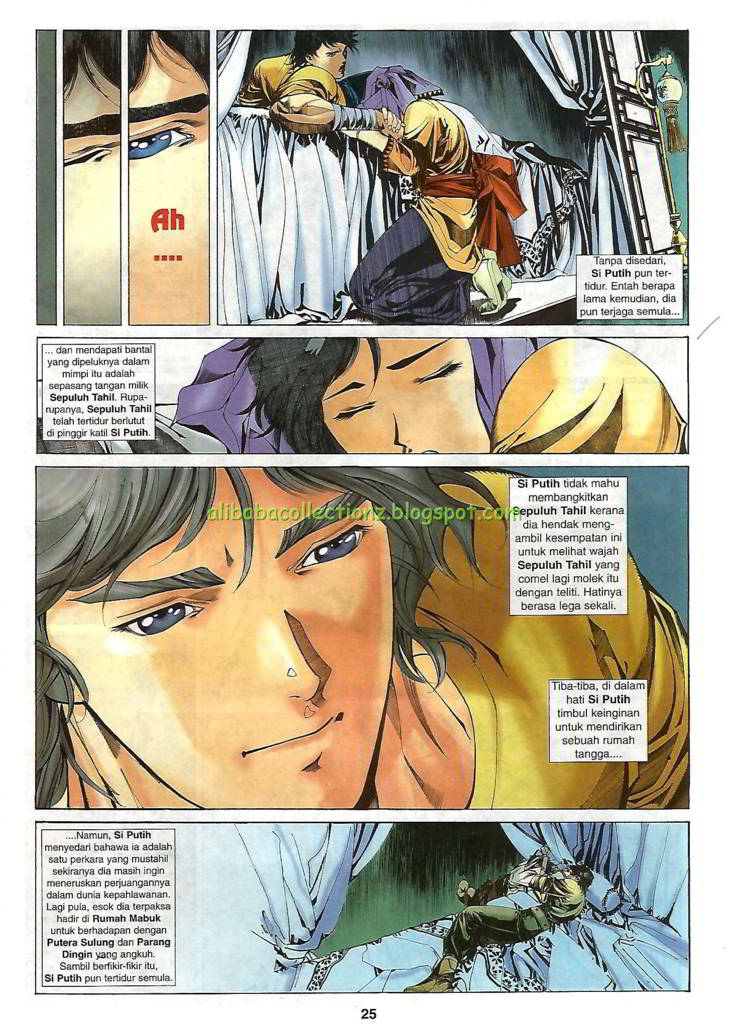 Ah
....
Tanpa disedari,
Si Putih pun ter-
tidur. Entah berapa
lama kemudian, dia
pun terjaga semula...
... dan mendapati bantal
yang dipeluknya dalam
mimpi itu adalah
sepasang tangan milik
Sepuluh Tahil. Rupa-
rupanya, Sepuluh Tahil
telah tertidur berlutut
di pinggir katil Si Putih.
alibabacollectionz.blogspot.com
Si Putih tidak mahu
membangkitkan
Sepuluh Tahil kerana
dia hendak meng-
ambil kesempatan ini
untuk melihat wajah
Sepuluh Tahil yang
comel lagi molek itu
dengan teliti. Hatinya
berasa lega sekali.
Tiba-tiba, di dalam
hati Si Putih
timbul keinginan
untuk mendirikan
sebuah rumah
tangga....
....Namun, Si Putih
menyedari bahawa ia adalah
satu perkara yang mustahil
sekiranya dia masih ingin
meneruskan perjuangannya
dalam dunia kepahlawanan.
Lagi pula, esok dia terpaksa
hadir di Rumah Mabuk
untuk berhadapan dengan
Putera Sulung dan Parang
Dingin yang angkuh.
Sambil berfikir-fikir itu,
Si Putih pun tertidur semula.
25